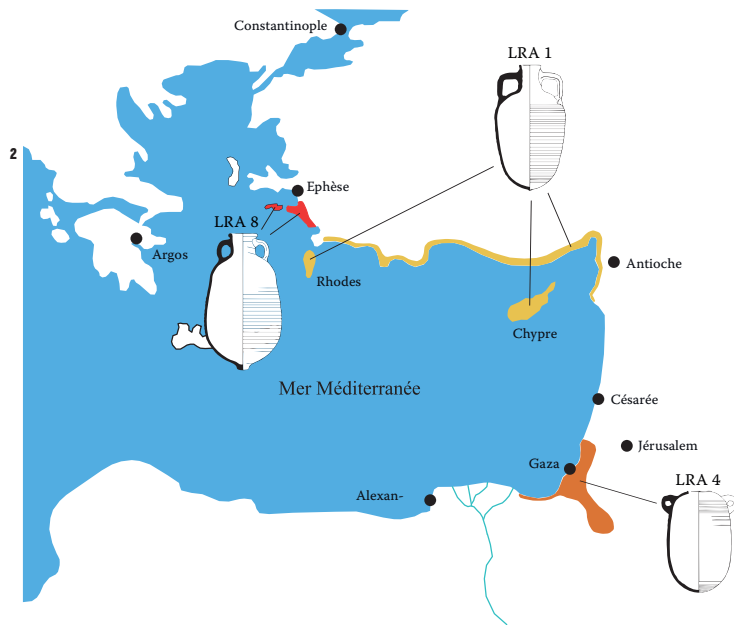 Constantinople
LRA 1
2
Ephèse
LRA 8
Argos
Antioche
Rhodes
Chypre
Mer Méditerranée
Césarée
Jérusalem
Gaza
LRA 4
Alexan-